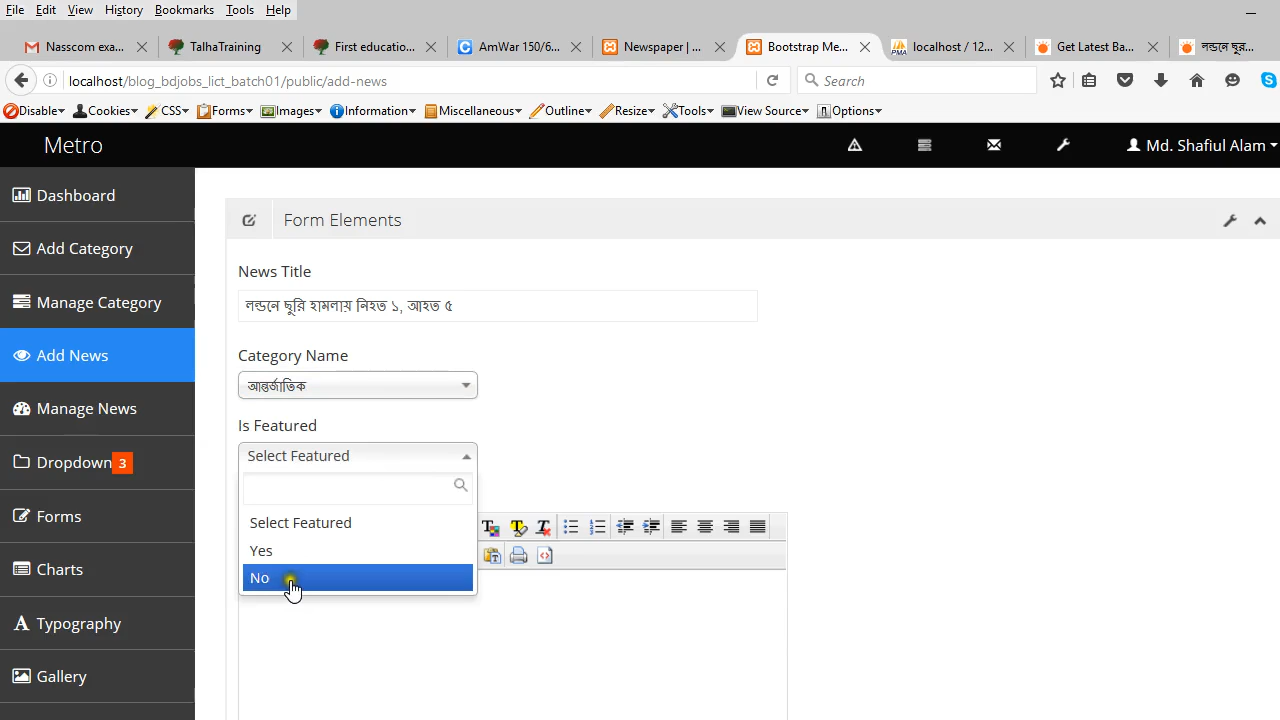 File Edit View History Bookmarks Tools Help
Nasscom exa... TalhaTraining First educatio... AmWar 150/6... Newspaper | ... Bootstrap Me... localhost / 12... Get Latest Ba... লন্ডনে ছুর...
localhost/blog_bdjobs_lict_batch01/public/add-news Search
Disable Cookies CSS Forms Images Information Miscellaneous Outline Resize Tools View Source Options
Metro Md. Shafiul Alam
Dashboard
Add Category
Manage Category
Add News
Manage News
Dropdown 3
Forms
Charts
Typography
Gallery
Form Elements
News Title
লন্ডনে ছুরি হামলায় নিহত ১, আহত ৫
Category Name
আন্তর্জাতিক
Is Featured
Select Featured
Select Featured
Yes
No